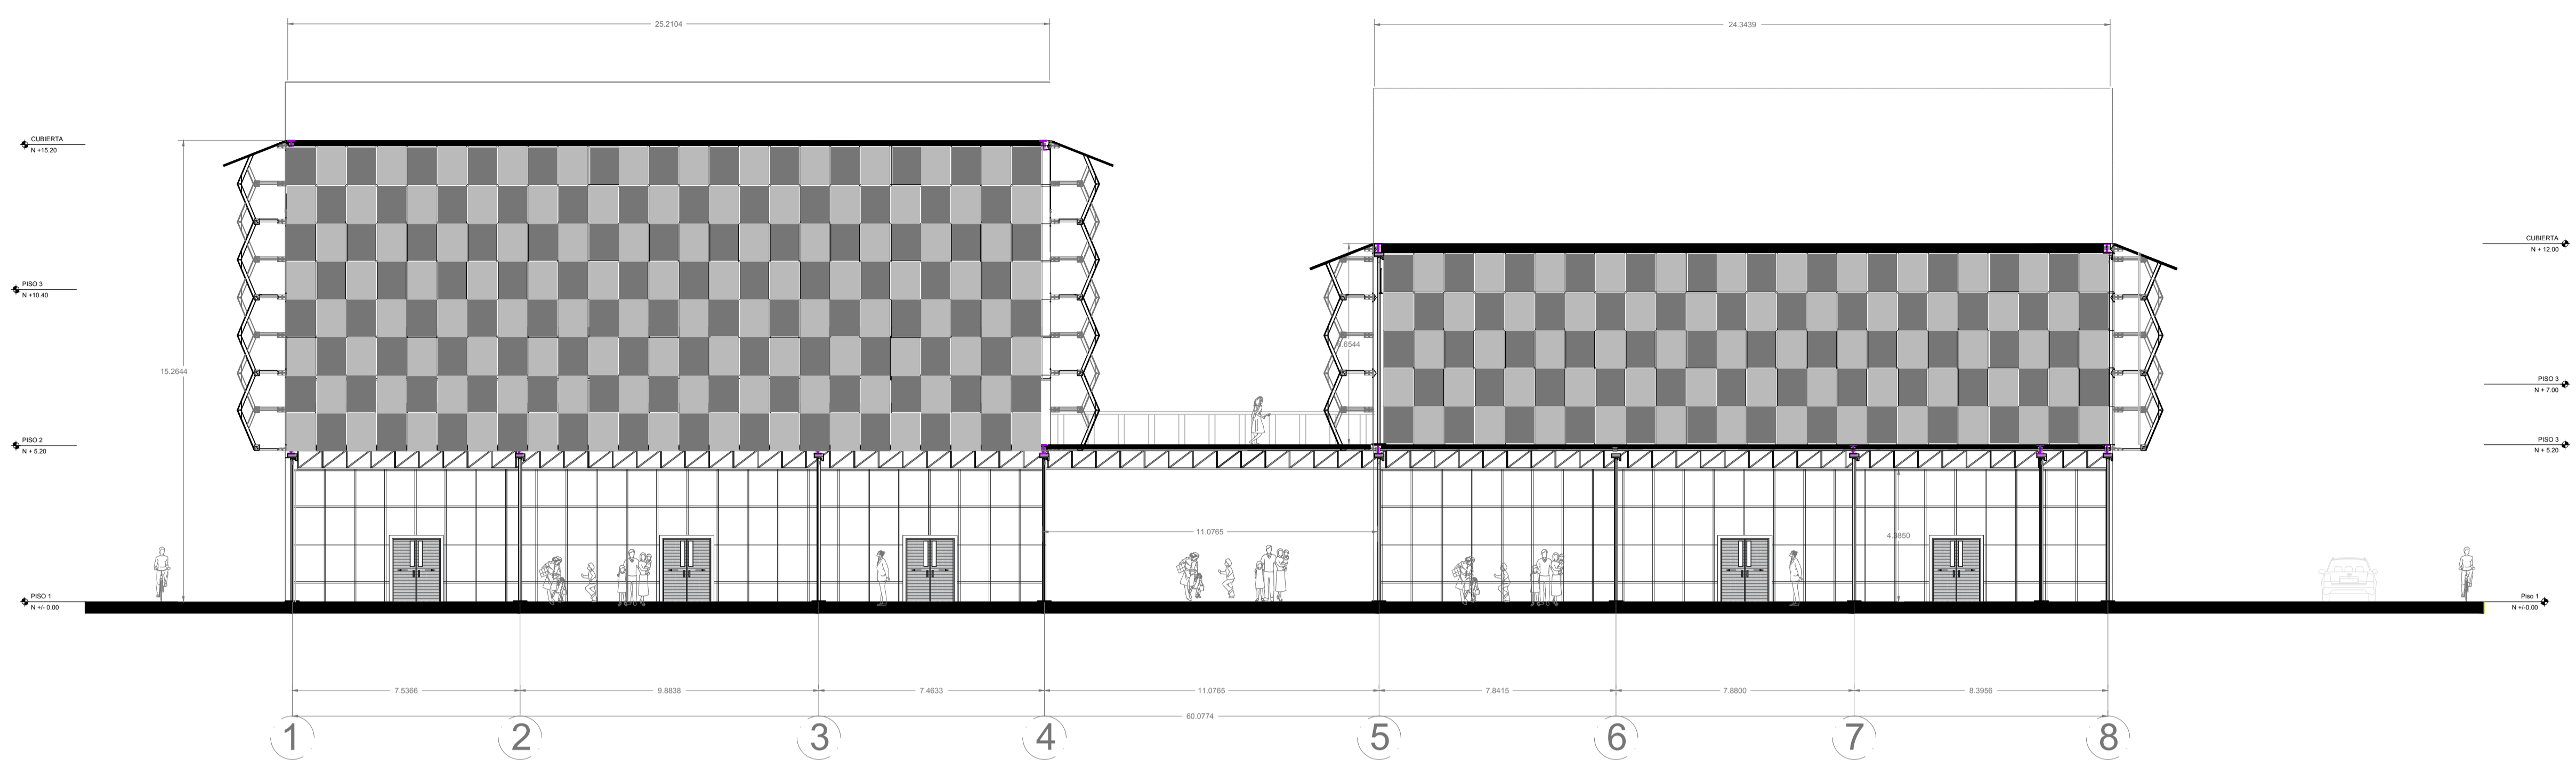 25.2104
24.3439
CUBIERTA
N +15.20
CUBIERTA
N + 12.00
PISO 3
N +10.40
15.2644
PISO 3
N + 7.00
PISO 2
N + 5.20
PISO 3
N + 5.20
11.0765
4.3850
PISO 1
N +/- 0.00
Piso 1
N +/-0.00
7.5366
9.8838
7.4633
11.0765
7.8415
7.8800
8.3956
60.0774
1
2
3
4
5
6
7
8